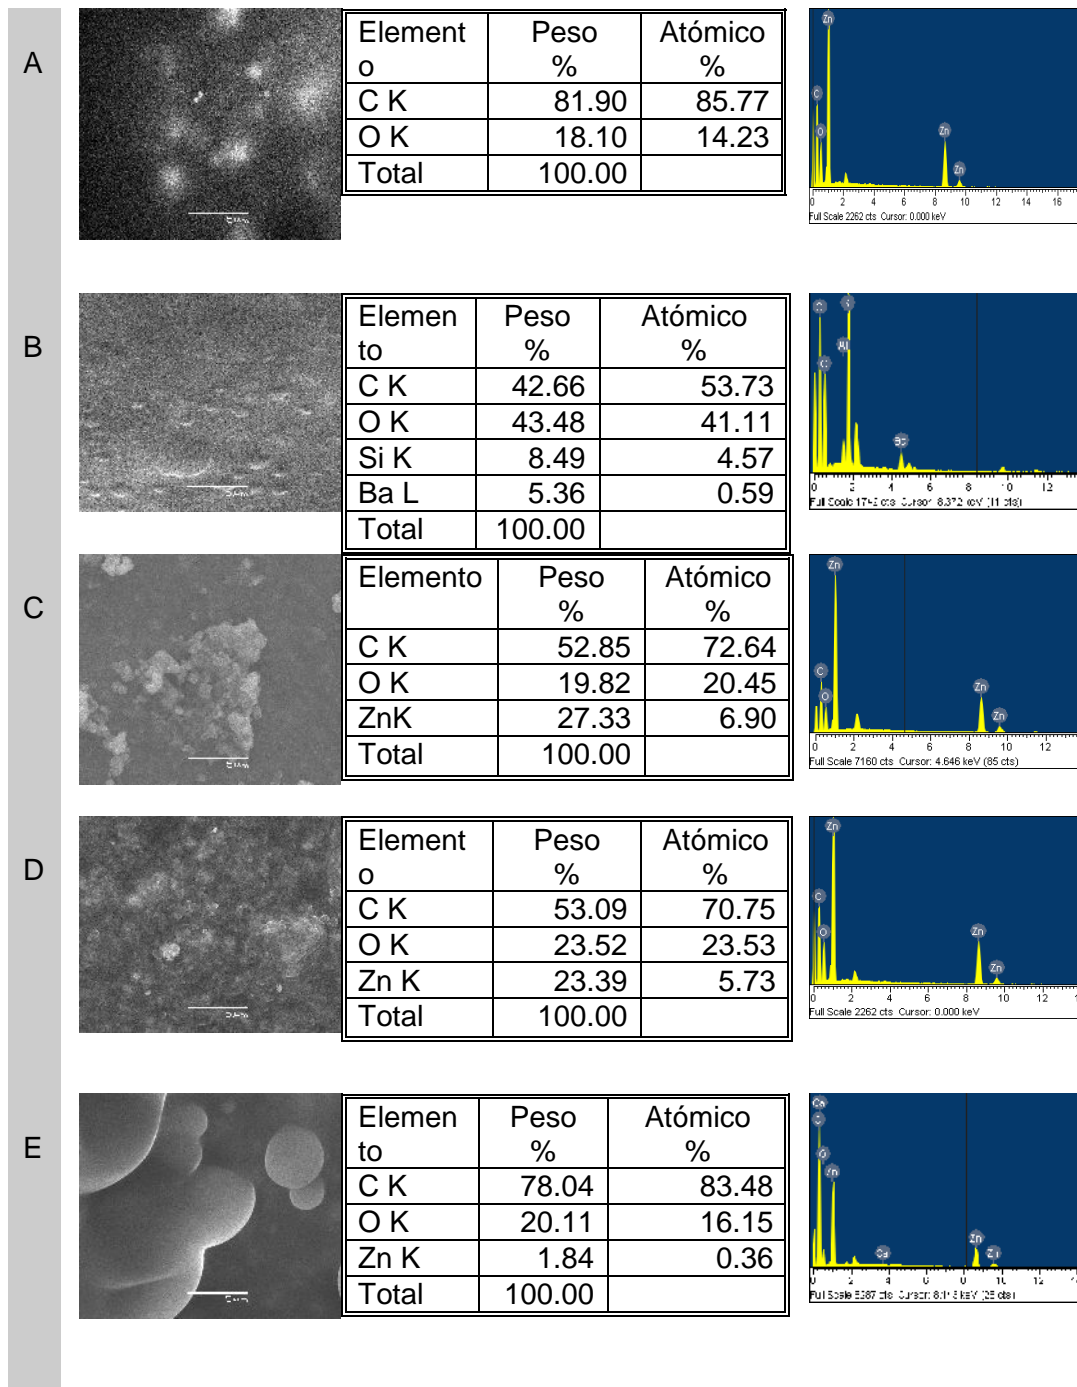 A
Element Peso Atómico
o % %
C K 81.90 85.77
O K 18.10 14.23
Total 100.00
Zn
C
O
Zn
Zn
2 4 6 8 10 12 14 16
Full Scale 2262 cts Cursor: 0.000 keV
B
Elemen Peso Atómico
to % %
C K 42.66 53.73
O K 43.48 41.11
Si K 8.49 4.57
Ba L 5.36 0.59
Total 100.00
0 2 4 6 8 10 12
C
Elemento Peso Atómico
% %
C K 52.85 72.64
O K 19.82 20.45
ZnK 27.33 6.90
Total 100.00
Zn
C
O
Zn
Zn
0 2 4 6 8 10 12
Full Scale 7160 cts Cursor: 4.646 keV (85 cts)
D
Element Peso Atómico
o % %
C K 53.09 70.75
O K 23.52 23.53
Zn K 23.39 5.73
Total 100.00
Zn
C
O
Zn
Zn
0 2 4 6 8 10 12
Full Scale 2262 cts Cursor: 0.000 keV
E
Elemen Peso Atómico
to % %
C K 78.04 83.48
O K 20.11 16.15
Zn K 1.84 0.36
Total 100.00
Zn